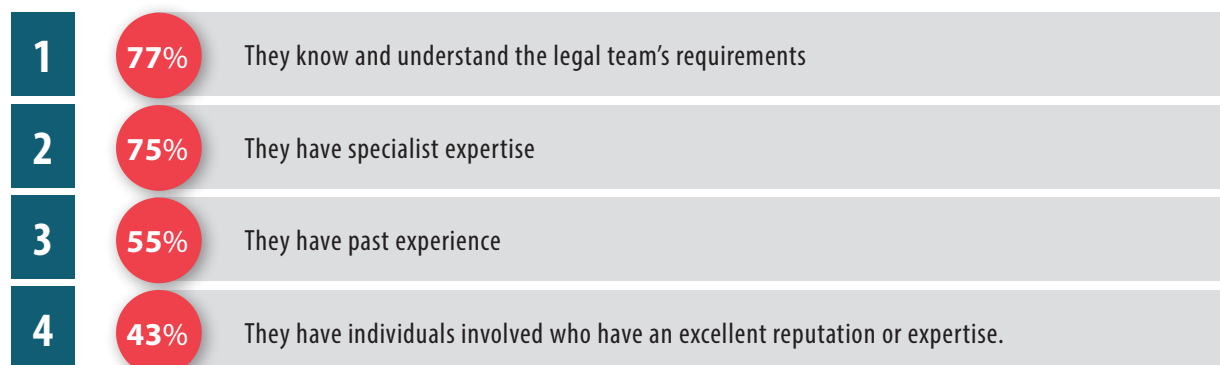 1 77% They know and understand the legal team’s requirements
2 75% They have specialist expertise
3 55% They have past experience
4 43% They have individuals involved who have an excellent reputation or expertise.